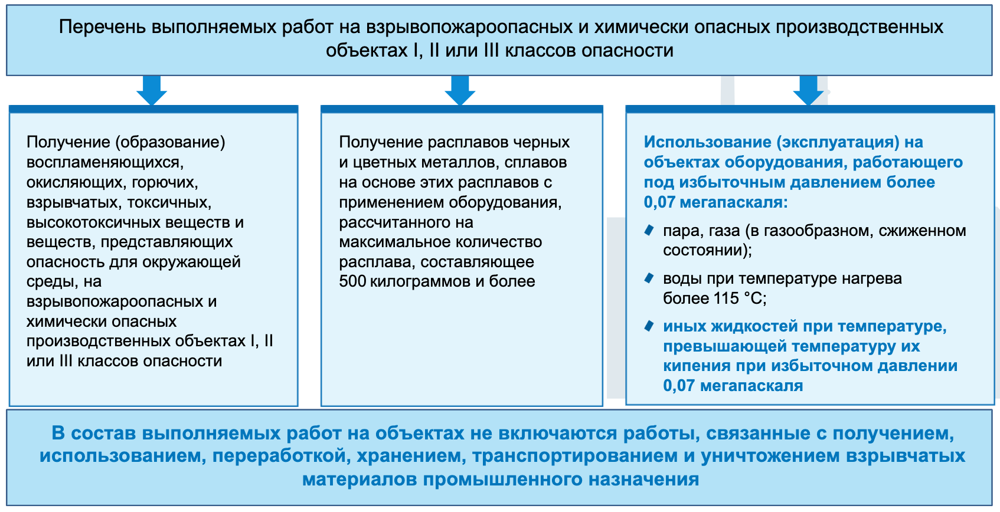 Перечень выполняемых работ на взрывопожароопасных и химически опасных производственных
объектах I, II или III классов опасности
Получение (образование)
воспламеняющихся,
окисляющих, горючих,
взрывчатых, токсичных,
высокотоксичных веществ и
веществ, представляющих
опасность для окружающей
среды, на
взрывопожароопасных и
химически опасных
производственных объектах I, II
или III классов опасности
Получение расплавов черных
и цветных металлов, сплавов
на основе этих расплавов с
применением оборудования,
рассчитанного на
максимальное количество
расплава, составляющее
500 килограммов и более
Использование (эксплуатация) на
объектах оборудования, работающего
под избыточным давлением более
0,07 мегапаскаля:
пара, газа (в газообразном, сжиженном
состоянии);
воды при температуре нагрева
более 115 °C;
иных жидкостей при температуре,
превышающей температуру их
кипения при избыточном давлении
0,07 мегапаскаля
В состав выполняемых работ на объектах не включаются работы, связанные с получением,
использованием, переработкой, хранением, транспортированием и уничтожением взрывчатых
материалов промышленного назначения